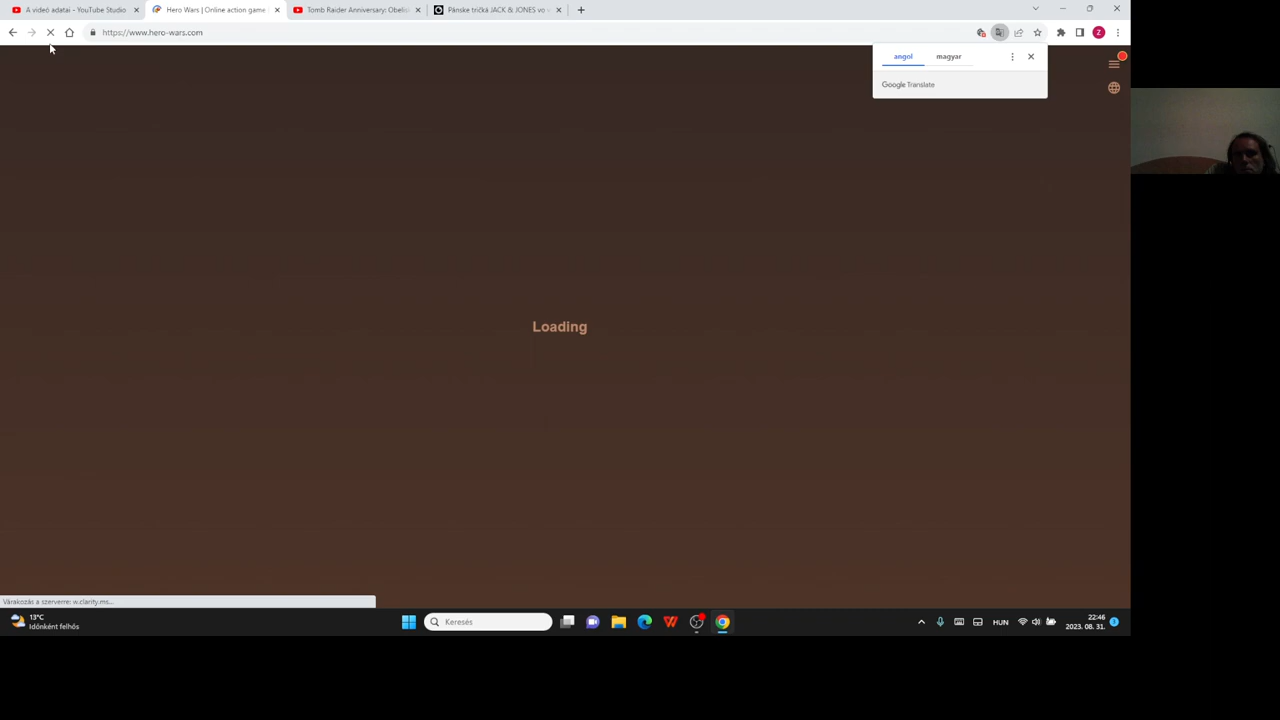 A videó adatai - YouTube Studio
Hero Wars | Online action game
Tomb Raider Anniversary: Obelis
Pánske tričká JACK & JONES vo v
https://www.hero-wars.com
Z
angol
magyar
Google Translate
Loading
Várakozás a szerverre: w.clarity.ms...
13°C
Időnként felhős
Keresés
HUN
22:46
2023. 08. 31.